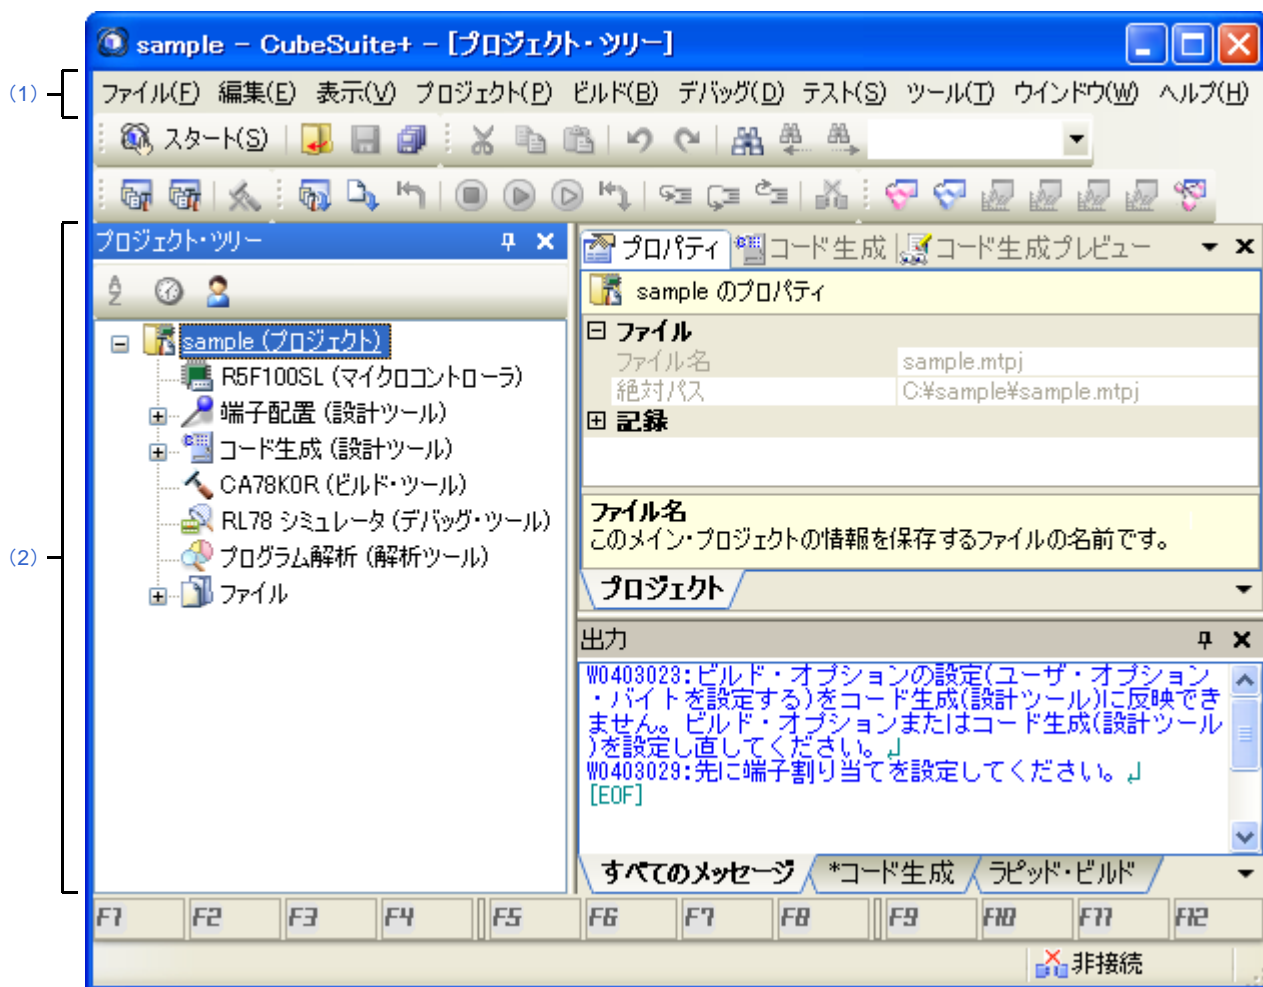 sample - CubeSuite+ - [プロジェクト・ツリー]
(1)
ファイル(F) 編集(E) 表示(V) プロジェクト(P) ビルド(B) デバッグ(D) テスト(S) ツール(T) ウインドウ(W) ヘルプ(H)
スタート(S)
(2)
プロジェクト・ツリー
sample (プロジェクト)
R5F100SL (マイクロコントローラ)
端子配置 (設計ツール)
コード生成 (設計ツール)
CA78K0R (ビルド・ツール)
RL78 シミュレータ (デバッグ・ツール)
プログラム解析 (解析ツール)
ファイル
プロパティ コード生成 コード生成プレビュー
sample のプロパティ
ファイル
ファイル名 sample.mtpj
絶対パス C:¥sample¥sample.mtpj
記録
ファイル名
このメイン・プロジェクトの情報を保存するファイルの名前です。
プロジェクト
出力
W0403023:ビルド・オプションの設定(ユーザ・オプション
・バイトを設定する)をコード生成(設計ツール)に反映でき
ません。ビルド・オプションまたはコード生成(設計ツール
)を設定し直してください。↲
W0403029:先に端子割り当てを設定してください。↲
[EOF]
すべてのメッセージ *コード生成 ラピッド・ビルド
F1 F2 F3 F4 F5 F6 F7 F8 F9 F10 F11 F12
非接続